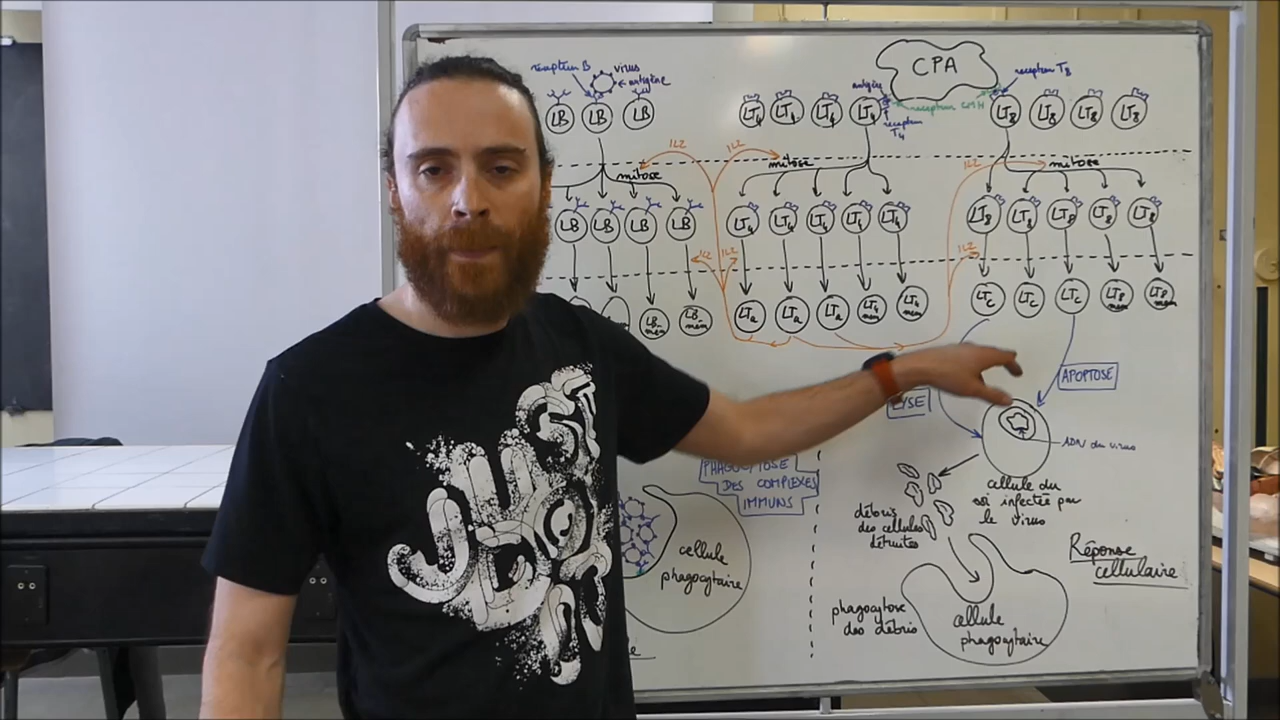 récepteur B
virus
antigène
LB LB LB
CPA
antigène
récepteur CMH
récepteur
T4
récepteur T8
LT4 LT4 LT4 LT4
LT8 LT8 LT8 LT8
IL2 IL2
IL2
mitose
mitose
mitose
LB LB LB LB
LT4 LT4 LT4 LT4 LT4
LT8 LT8 LT8 LT8 LT8
IL2 IL2
IL2
LB mem
LB mem
LTa LTa LTa
LT4 mem
LT4 mem
LTC LTC LTC
LT8 mem
LT8 mem
LYSE
APOPTOSE
ADN du virus
cellule du
soi infectée par
le virus
PHAGOCYTOSE
DES COMPLEXES
IMMUNS
cellule
phagocytaire
débris
des cellules
détruites
phagocytose
des débris
cellule
phagocytaire
Réponse
cellulaire
JUST